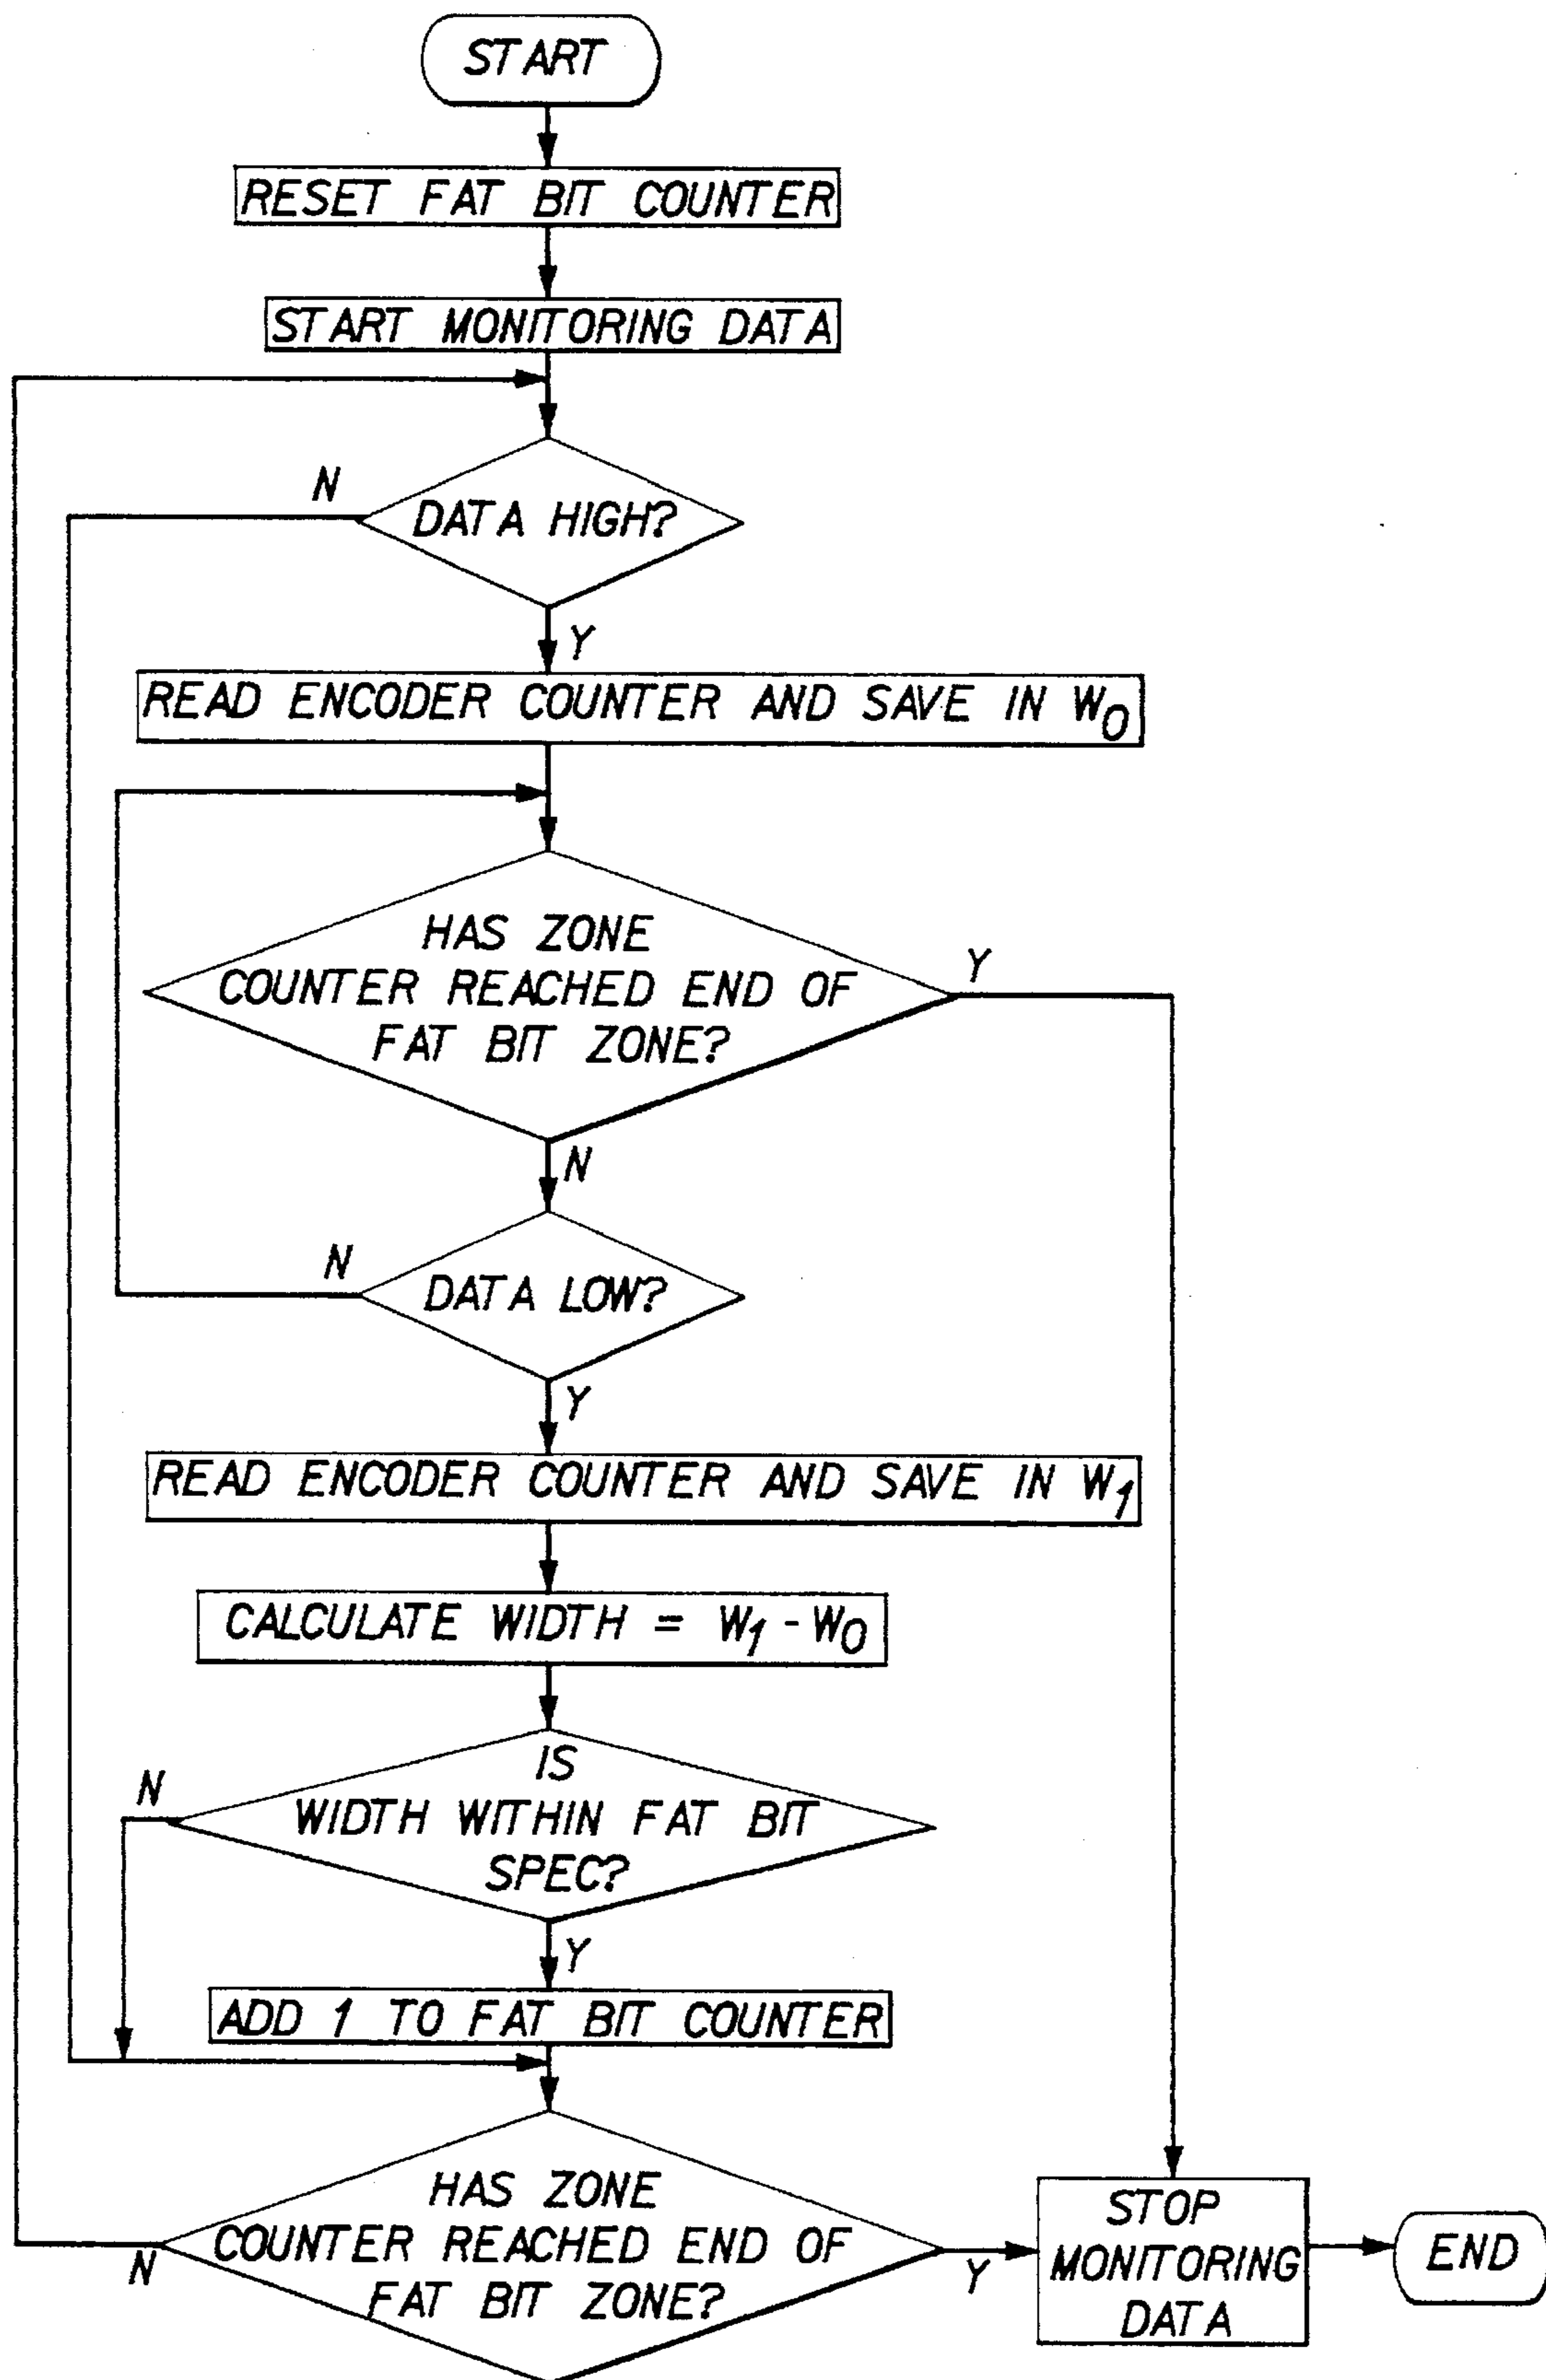 START
RESET FAT BIT COUNTER
START MONITORING DATA
N
DATA HIGH?
Y
READ ENCODER COUNTER AND SAVE IN W0
HAS ZONE
COUNTER REACHED END OF
FAT BIT ZONE?
Y
N
N
DATA LOW?
Y
READ ENCODER COUNTER AND SAVE IN W1
CALCULATE WIDTH = W1 - W0
IS
WIDTH WITHIN FAT BIT
SPEC?
N
Y
ADD 1 TO FAT BIT COUNTER
HAS ZONE
COUNTER REACHED END OF
FAT BIT ZONE?
N
Y
STOP
MONITORING
DATA
END